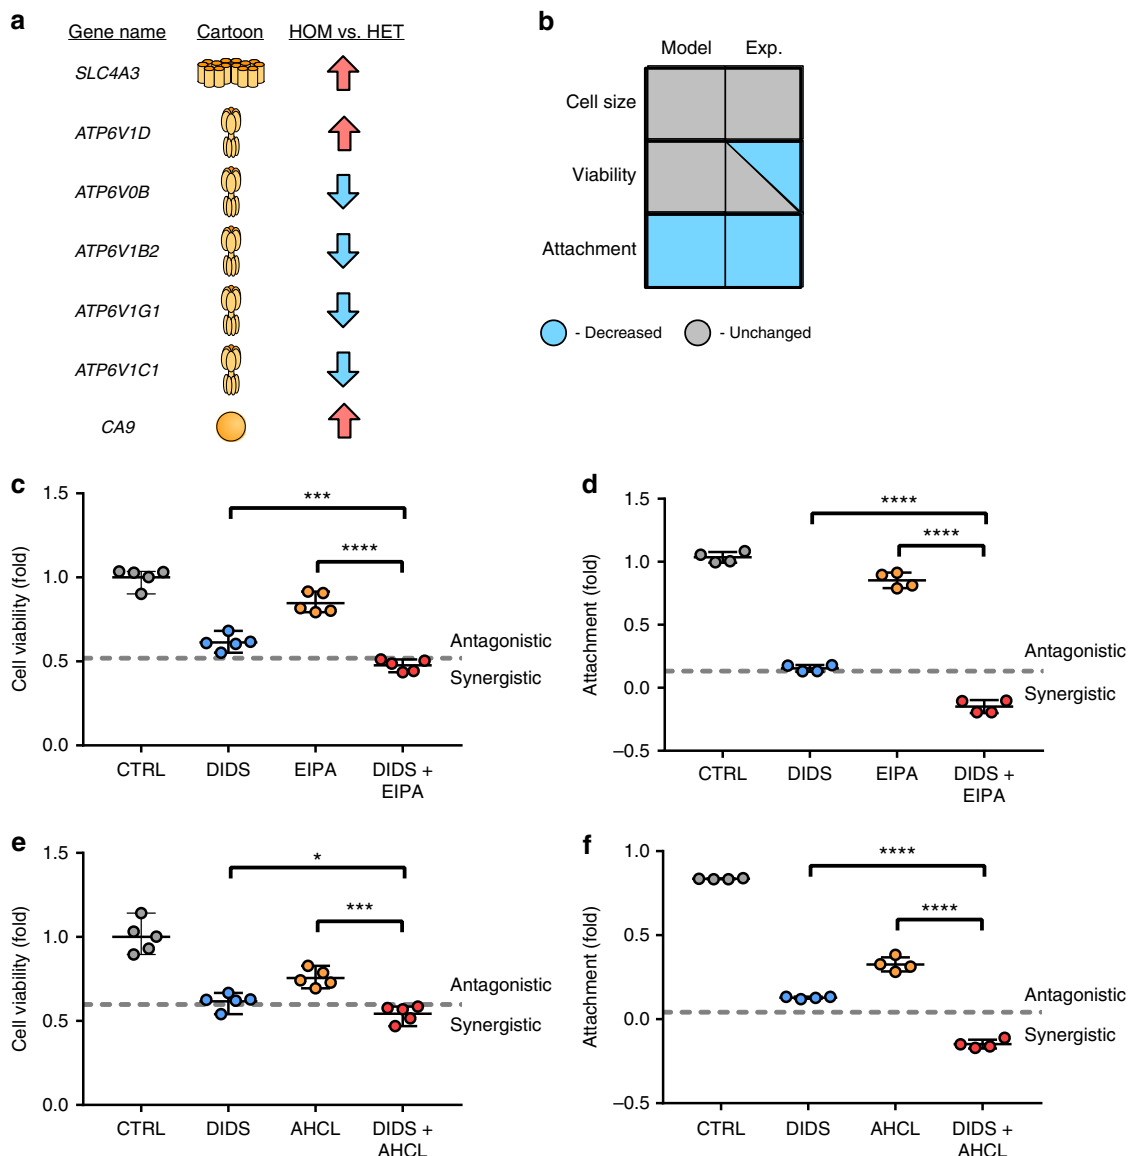 a
Gene name Cartoon HOM vs. HET
SLC4A3
ATP6V1D
ATP6V0B
ATP6V1B2
ATP6V1G1
ATP6V1C1
CA9
b
Model Exp.
Cell size
Viability
Attachment
- Decreased - Unchanged
c
Cell viability (fold)
1.5
1.0
0.5
0.0
***
****
Antagonistic
Synergistic
CTRL DIDS EIPA DIDS +
EIPA
d
Attachment (fold)
1.5
1.0
0.5
0.0
–0.5
****
****
Antagonistic
Synergistic
CTRL DIDS EIPA DIDS +
EIPA
e
Cell viability (fold)
1.5
1.0
0.5
0.0
*
***
Antagonistic
Synergistic
CTRL DIDS AHCL DIDS +
AHCL
f
Attachment (fold)
1.0
0.5
0.0
–0.5
****
****
Antagonistic
Synergistic
CTRL DIDS AHCL DIDS +
AHCL